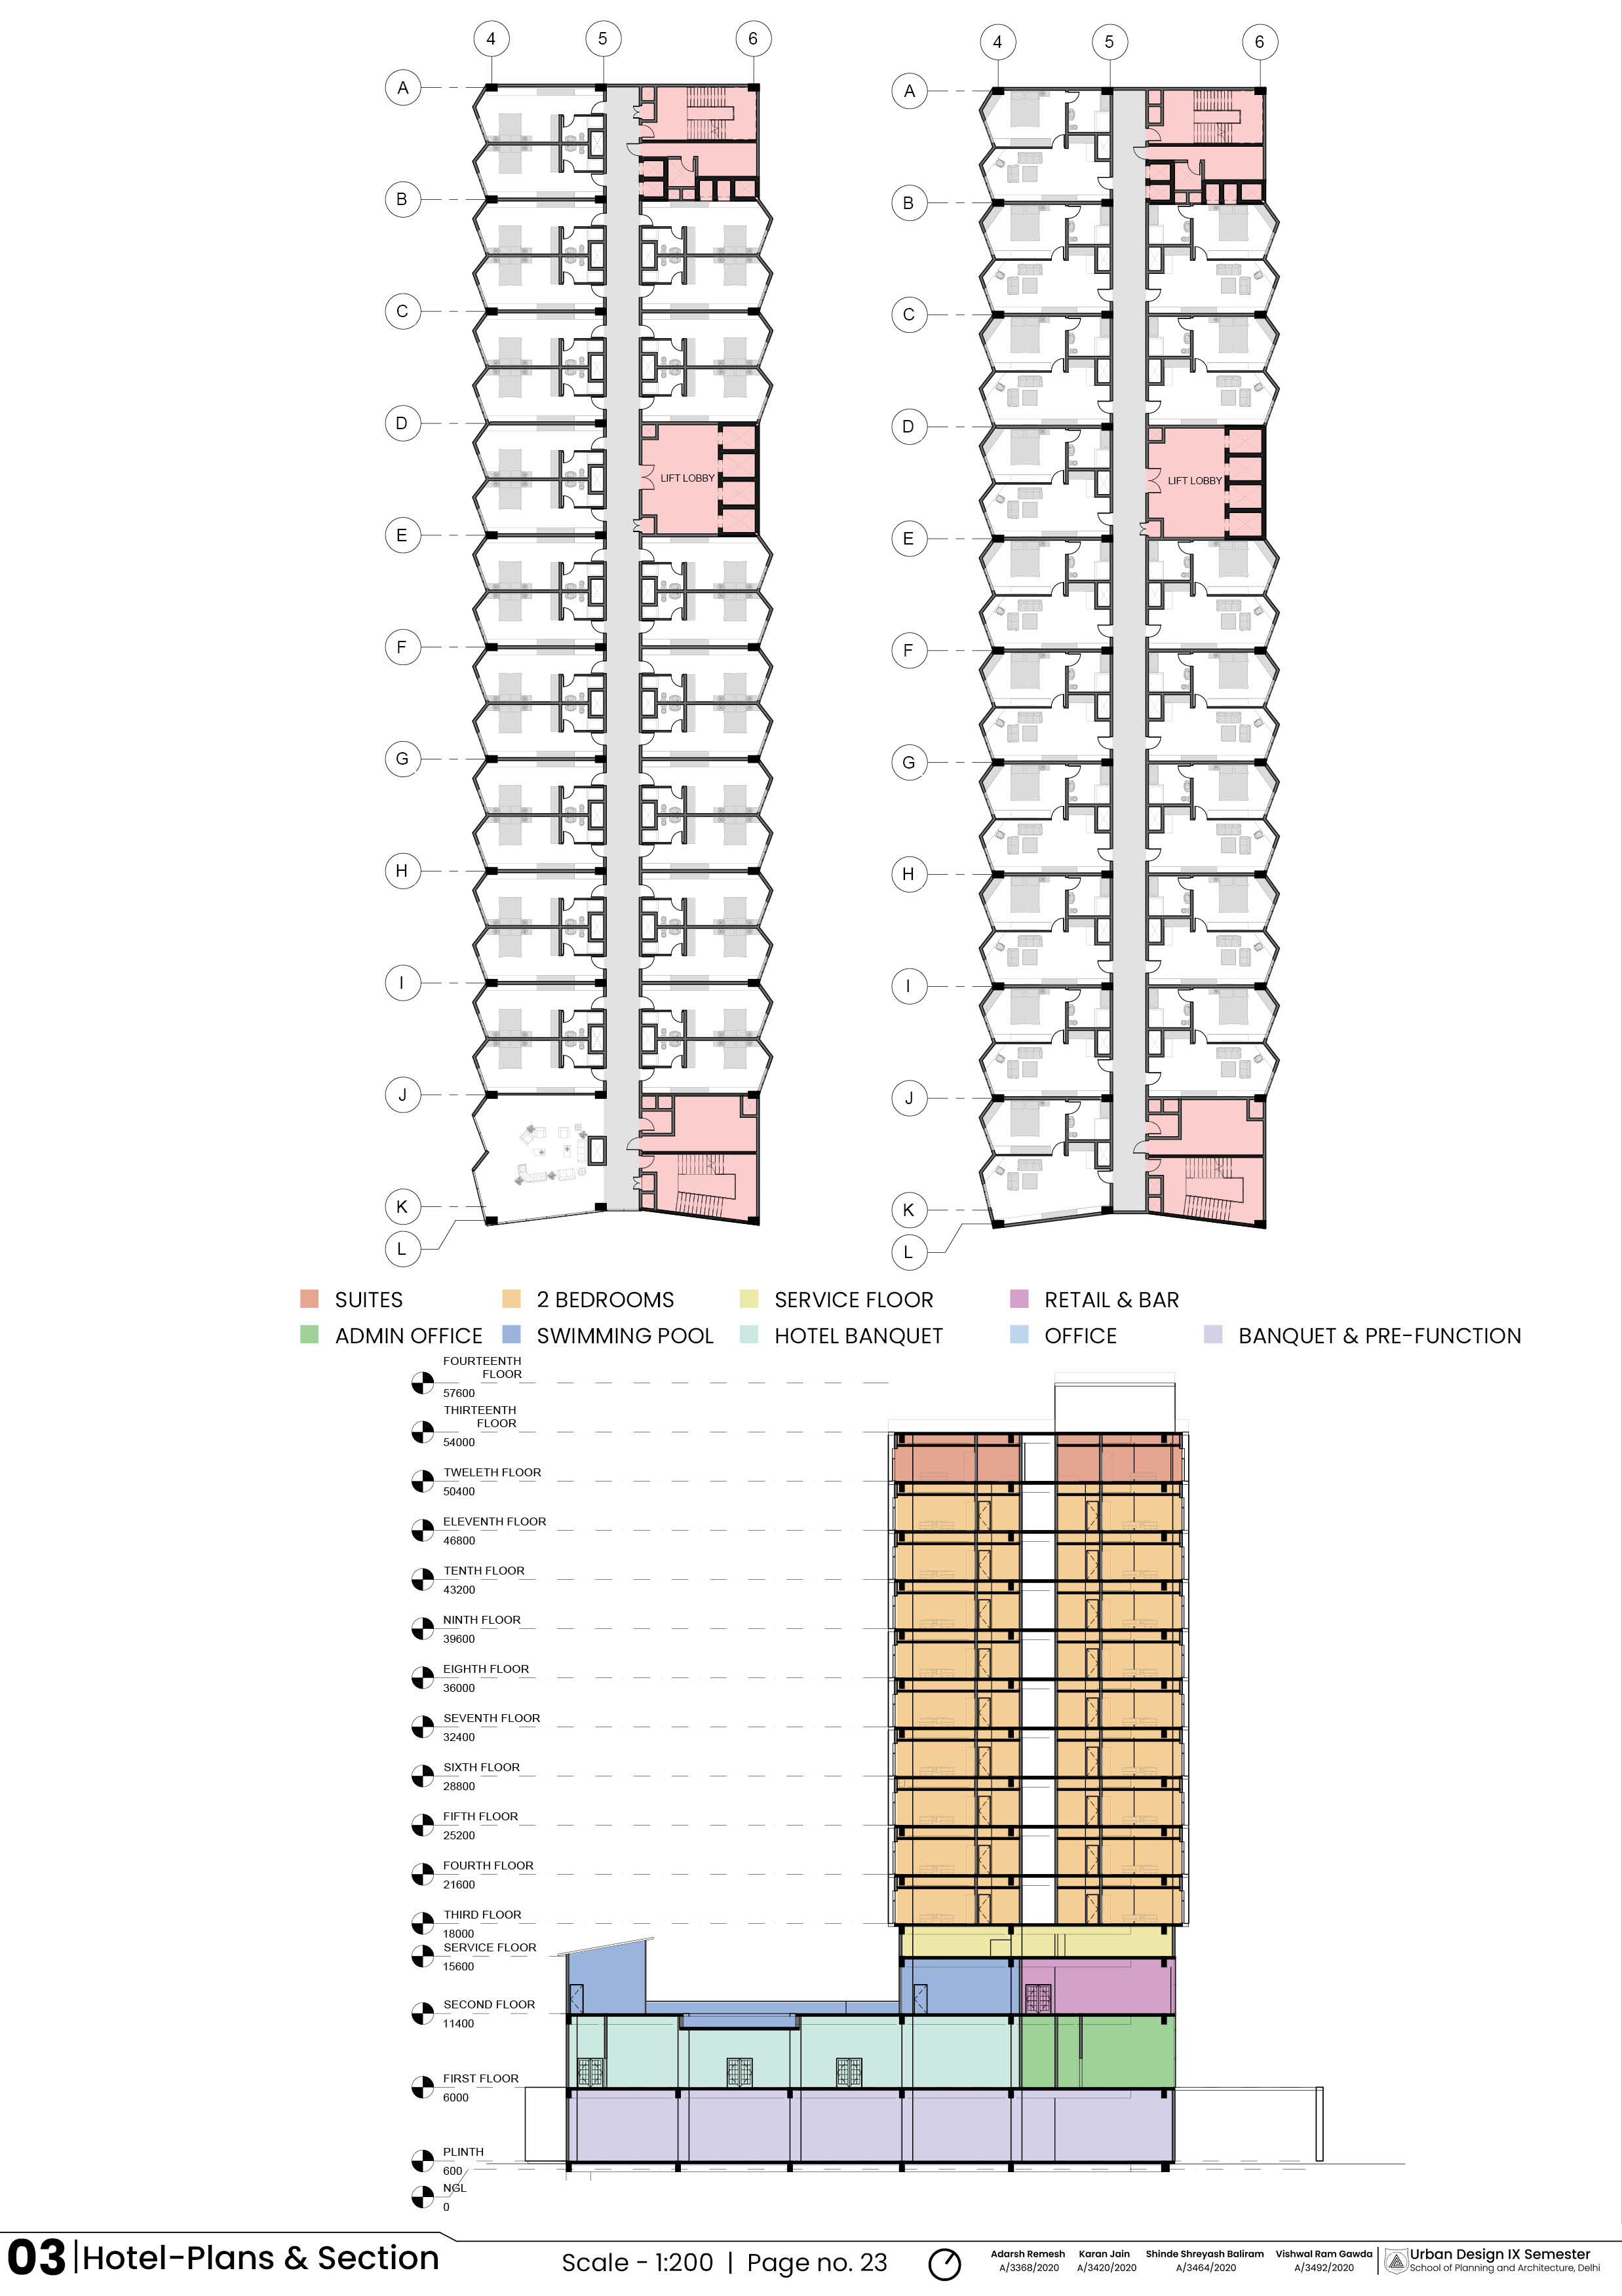 4 5 6
4 5 6
A
B
C
D
LIFT LOBBY
E
F
G
H
I
J
K
L
A
B
C
D
LIFT LOBBY
E
F
G
H
I
J
K
L
SUITES 2 BEDROOMS SERVICE FLOOR RETAIL & BAR
ADMIN OFFICE SWIMMING POOL HOTEL BANQUET OFFICE BANQUET & PRE-FUNCTION
FOURTEENTH
FLOOR
57600
THIRTEENTH
FLOOR
54000
TWELETH FLOOR
50400
ELEVENTH FLOOR
46800
TENTH FLOOR
43200
NINTH FLOOR
39600
EIGHTH FLOOR
36000
SEVENTH FLOOR
32400
SIXTH FLOOR
28800
FIFTH FLOOR
25200
FOURTH FLOOR
21600
THIRD FLOOR
18000
SERVICE FLOOR
15600
SECOND FLOOR
11400
FIRST FLOOR
6000
PLINTH
600
NGL
0
03 | Hotel-Plans & Section
Scale - 1:200 | Page no. 23
Adarsh Remesh Karan Jain Shinde Shreyash Baliram Vishwal Ram Gawda
A/3368/2020 A/3420/2020 A/3464/2020 A/3492/2020
Urban Design IX Semester
School of Planning and Architecture, Delhi